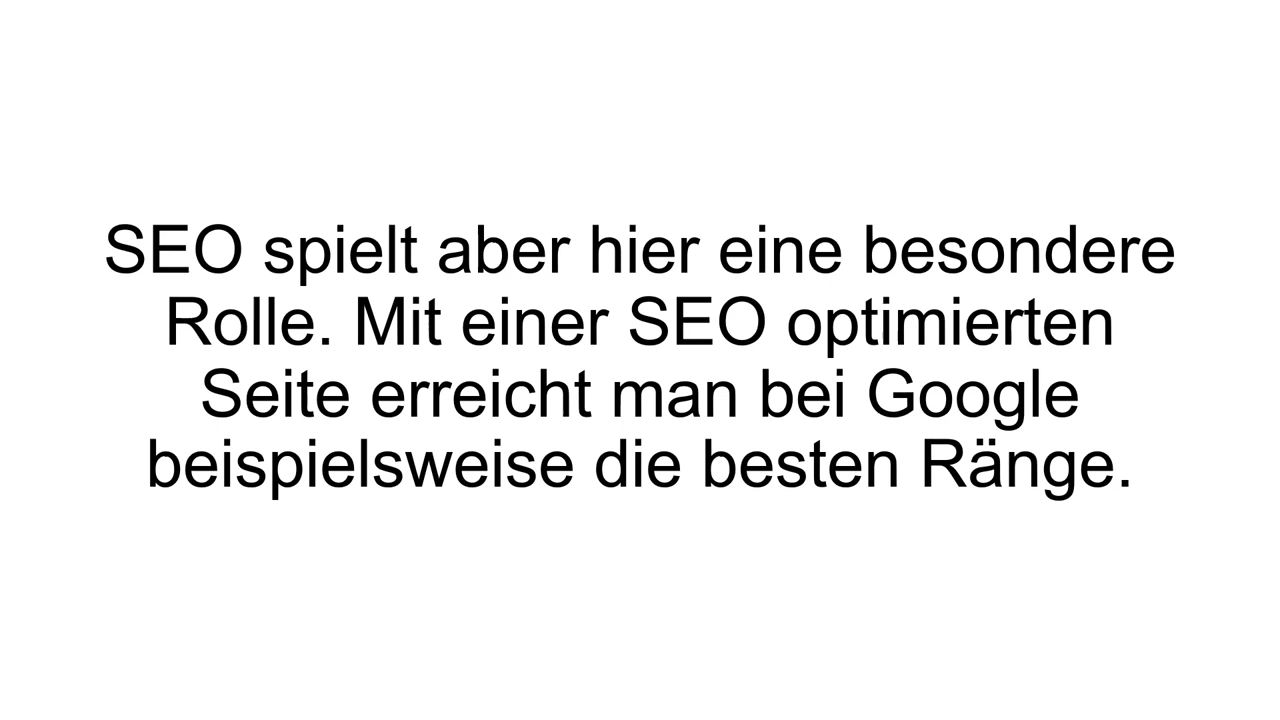 SEO spielt aber hier eine besondere
Rolle. Mit einer SEO optimierten
Seite erreicht man bei Google
beispielsweise die besten Ränge.